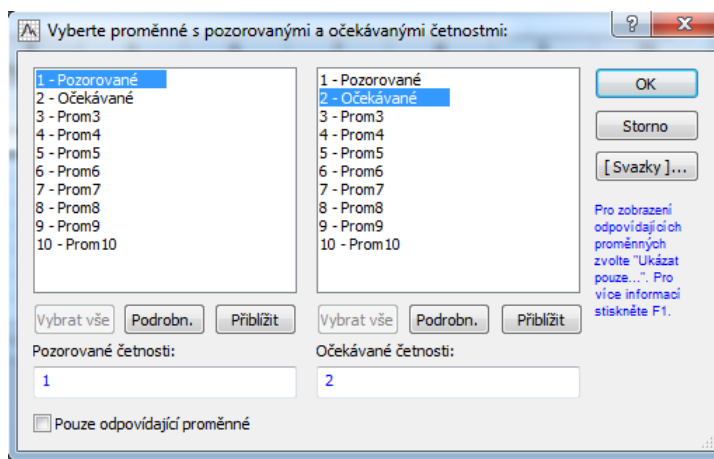 Vyberte proměnné s pozorovanými a očekávanými četnostmi:
1 - Pozorované
2 - Očekávané
3 - Prom3
4 - Prom4
5 - Prom5
6 - Prom6
7 - Prom7
8 - Prom8
9 - Prom9
10 - Prom10
Vybrat vše Podrobn. Přiblížit
Pozorované četnosti:
1
1 - Pozorované
2 - Očekávané
3 - Prom3
4 - Prom4
5 - Prom5
6 - Prom6
7 - Prom7
8 - Prom8
9 - Prom9
10 - Prom10
Vybrat vše Podrobn. Přiblížit
Očekávané četnosti:
2
OK
Storno
[ Svazky ]...
Pro zobrazení
odpovídajících
proměnných
zvolte "Ukázat
pouze...". Pro
více informací
stiskněte F1.
Pouze odpovídající proměnné